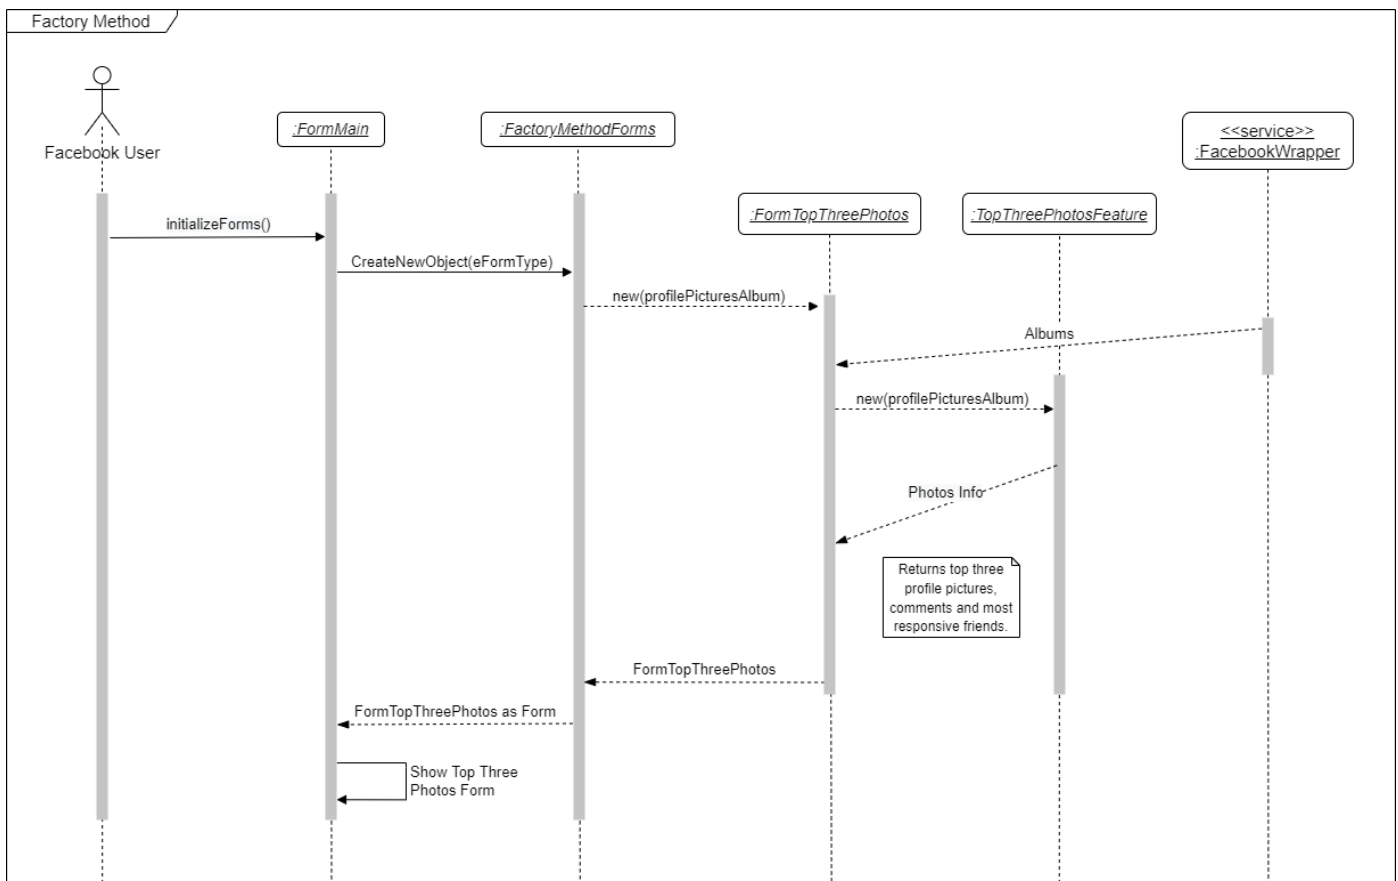 Factory Method
Facebook User
:FormMain
:FactoryMethodForms
<<service>>
:FacebookWrapper
:FormTopThreePhotos
:TopThreePhotosFeature
initializeForms()
CreateNewObject(eFormType)
new(profilePicturesAlbum)
Albums
new(profilePicturesAlbum)
Photos Info
Returns top three
profile pictures,
comments and most
responsive friends.
FormTopThreePhotos
FormTopThreePhotos as Form
Show Top Three
Photos Form